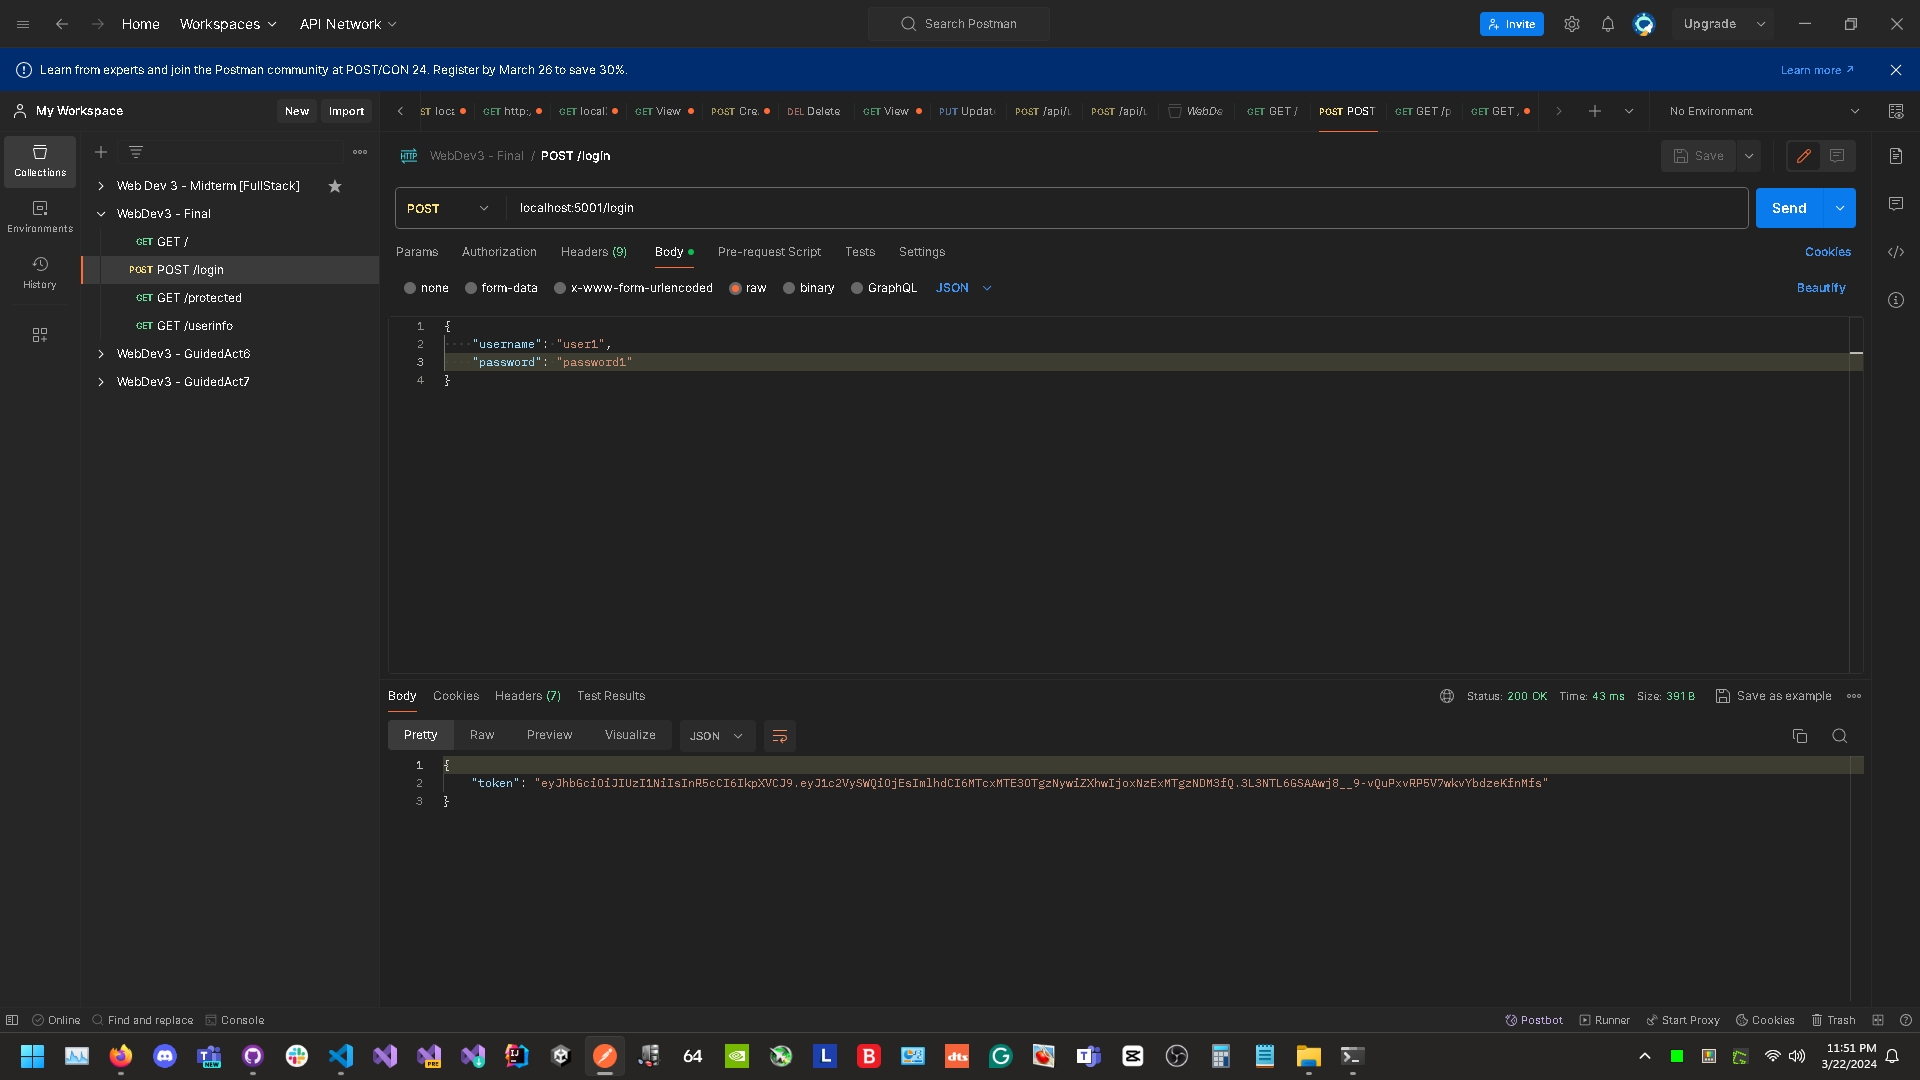 Home
Workspaces
API Network
Search Postman
Invite
Upgrade
Learn from experts and join the Postman community at POST/CON 24. Register by March 26 to save 30%.
Learn more ↗
My Workspace
New
Import
ST loca
GET http:
GET local
GET View
POST Cre
DEL Delete
GET View
PUT Updat
POST /api/
POST /api/
WebDe
GET GET /
POST POST
GET GET /p
GET GET
No Environment
Collections
Environments
History
Web Dev 3 - Midterm [FullStack]
WebDev3 - Final
GET GET /
POST POST /login
GET GET /protected
GET GET /userinfo
WebDev3 - GuidedAct6
WebDev3 - GuidedAct7
HTTP WebDev3 - Final / POST /login
Save
POST
localhost:5001/login
Send
Params
Authorization
Headers (9)
Body
Pre-request Script
Tests
Settings
Cookies
none
form-data
x-www-form-urlencoded
raw
binary
GraphQL
JSON
Beautify
1 {
2 "username": "user1",
3 "password": "password1"
4 }
Body
Cookies
Headers (7)
Test Results
Status: 200 OK
Time: 43 ms
Size: 391 B
Save as example
Pretty
Raw
Preview
Visualize
JSON
1 {
2 "token": "eyJhbGciOiJIUzI1NiIsInR5cCI6IkpXVCJ9.eyJ1c2VySWQiOjEsImlhdCI6MTcxMTE3OTgzNywiZXhwIjoxNzExMTgzNDM3fQ.3L3NTL6GSAAwj8__9-vQuPxvRP5V7wkvYbdzeKfnMfs"
3 }
Online
Find and replace
Console
Postbot
Runner
Start Proxy
Cookies
Trash
NEW
PRE
64
L
B
dts
11:51 PM
3/22/2024